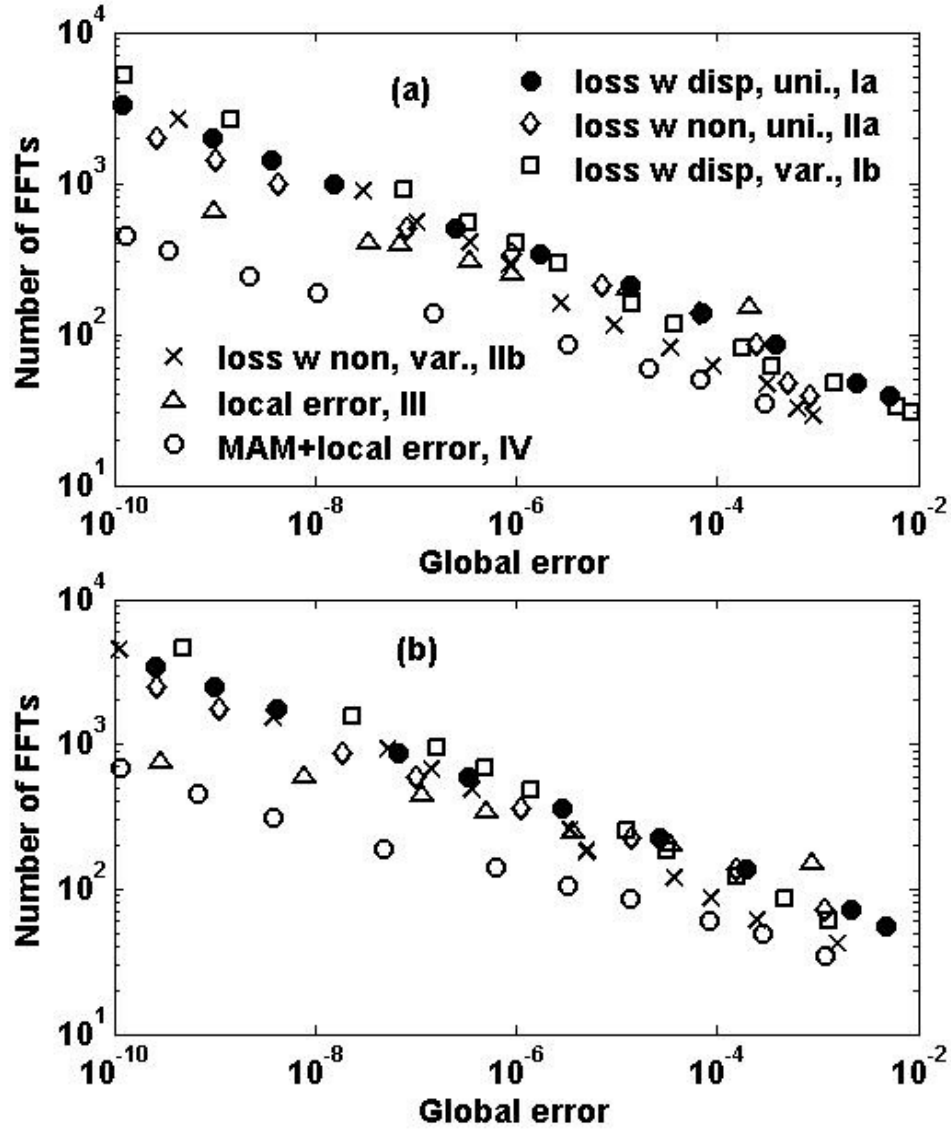 10^4
(a)
loss w disp, uni., Ia
loss w non, uni., IIa
loss w disp, var., Ib
10^3
Number of FFTs
10^2
loss w non, var., IIb
local error, III
MAM+local error, IV
10^1
10^-10 10^-8 10^-6 10^-4 10^-2
Global error
10^4
(b)
10^3
Number of FFTs
10^2
10^1
10^-10 10^-8 10^-6 10^-4 10^-2
Global error